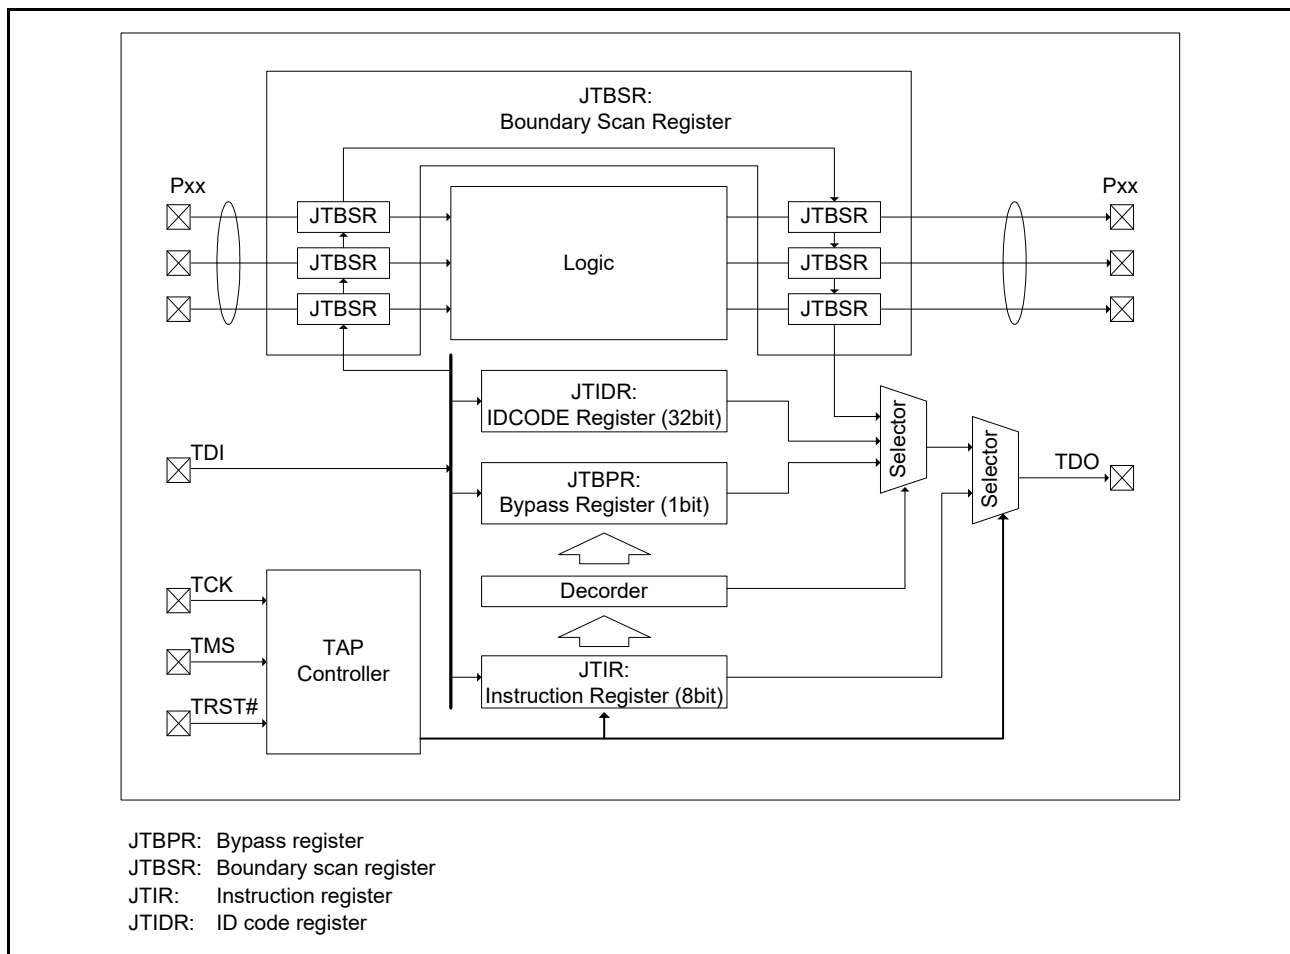 JTBSR:
Boundary Scan Register
Pxx
Pxx
JTBSR
JTBSR
JTBSR
JTBSR
Logic
JTBSR
JTBSR
JTIDR:
IDCODE Register (32bit)
Selector
Selector
TDI
TDO
JTBPR:
Bypass Register (1bit)
TCK
Decorder
TMS
TAP
Controller
JTIR:
Instruction Register (8bit)
TRST#
JTBPR: Bypass register
JTBSR: Boundary scan register
JTIR: Instruction register
JTIDR: ID code register